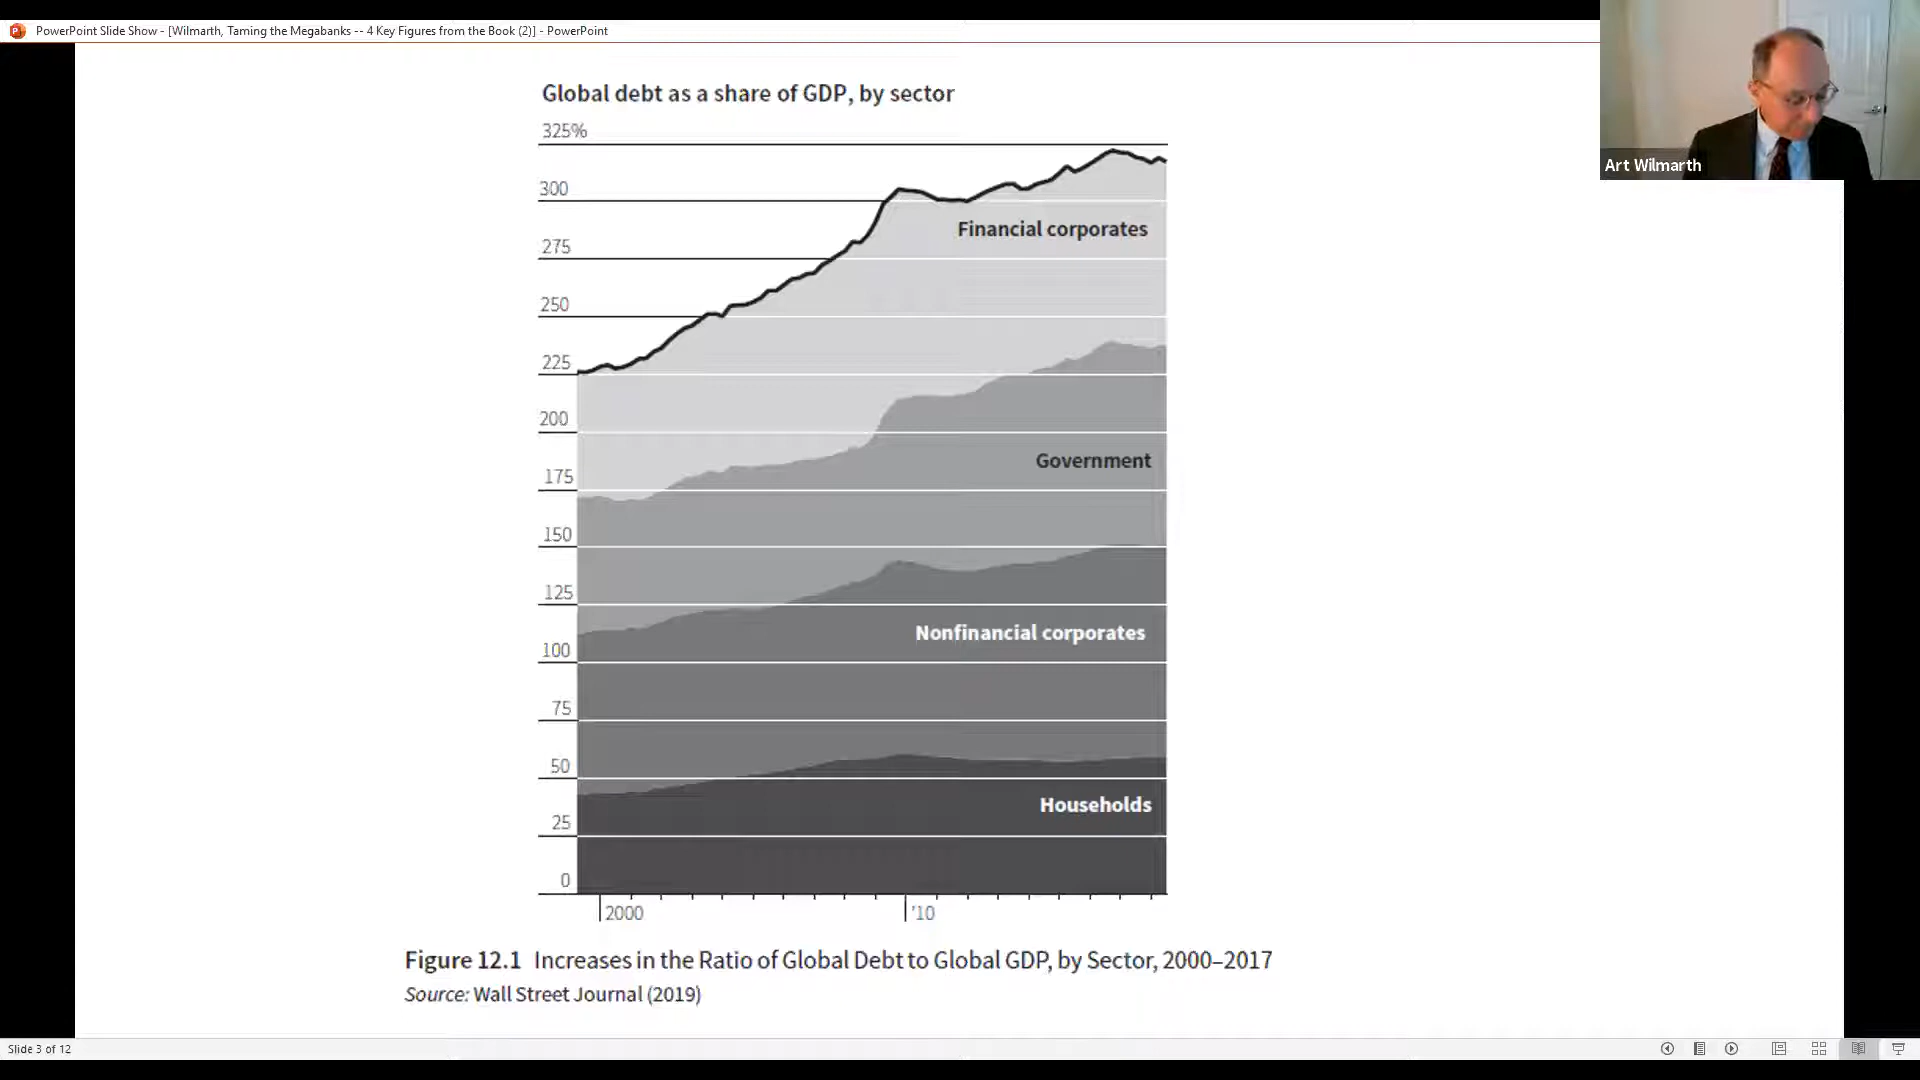 PowerPoint Slide Show - [Wilmarth, Taming the Megabanks -- 4 Key Figures from the Book (2)] - PowerPoint
Art Wilmarth
Global debt as a share of GDP, by sector
325%
300
275
250
225
200
175
150
125
100
75
50
25
0
Financial corporates
Government
Nonfinancial corporates
Households
2000
'10
Figure 12.1 Increases in the Ratio of Global Debt to Global GDP, by Sector, 2000–2017
Source: Wall Street Journal (2019)
Slide 3 of 12